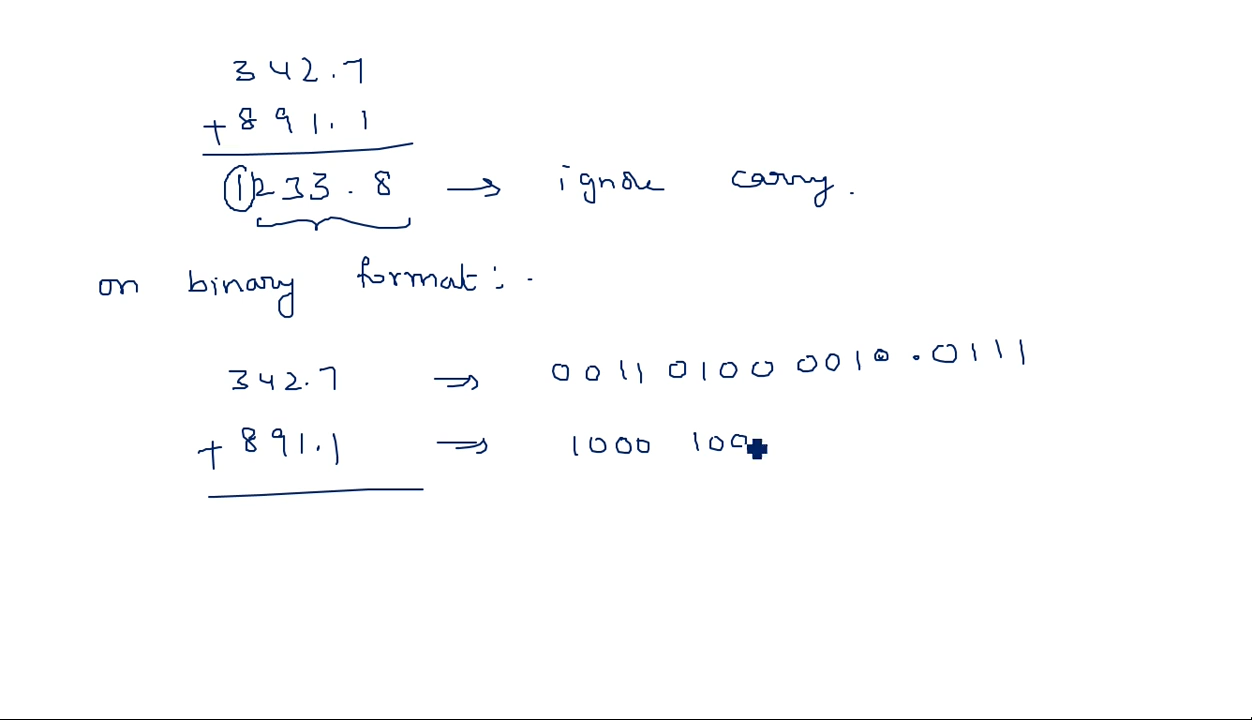 342.7
+891.1
1233.8 → ignore carry.
on binary format:-
342.7 ⇒ 0011 0100 0010.0111
+891.1 ⇒ 1000 100